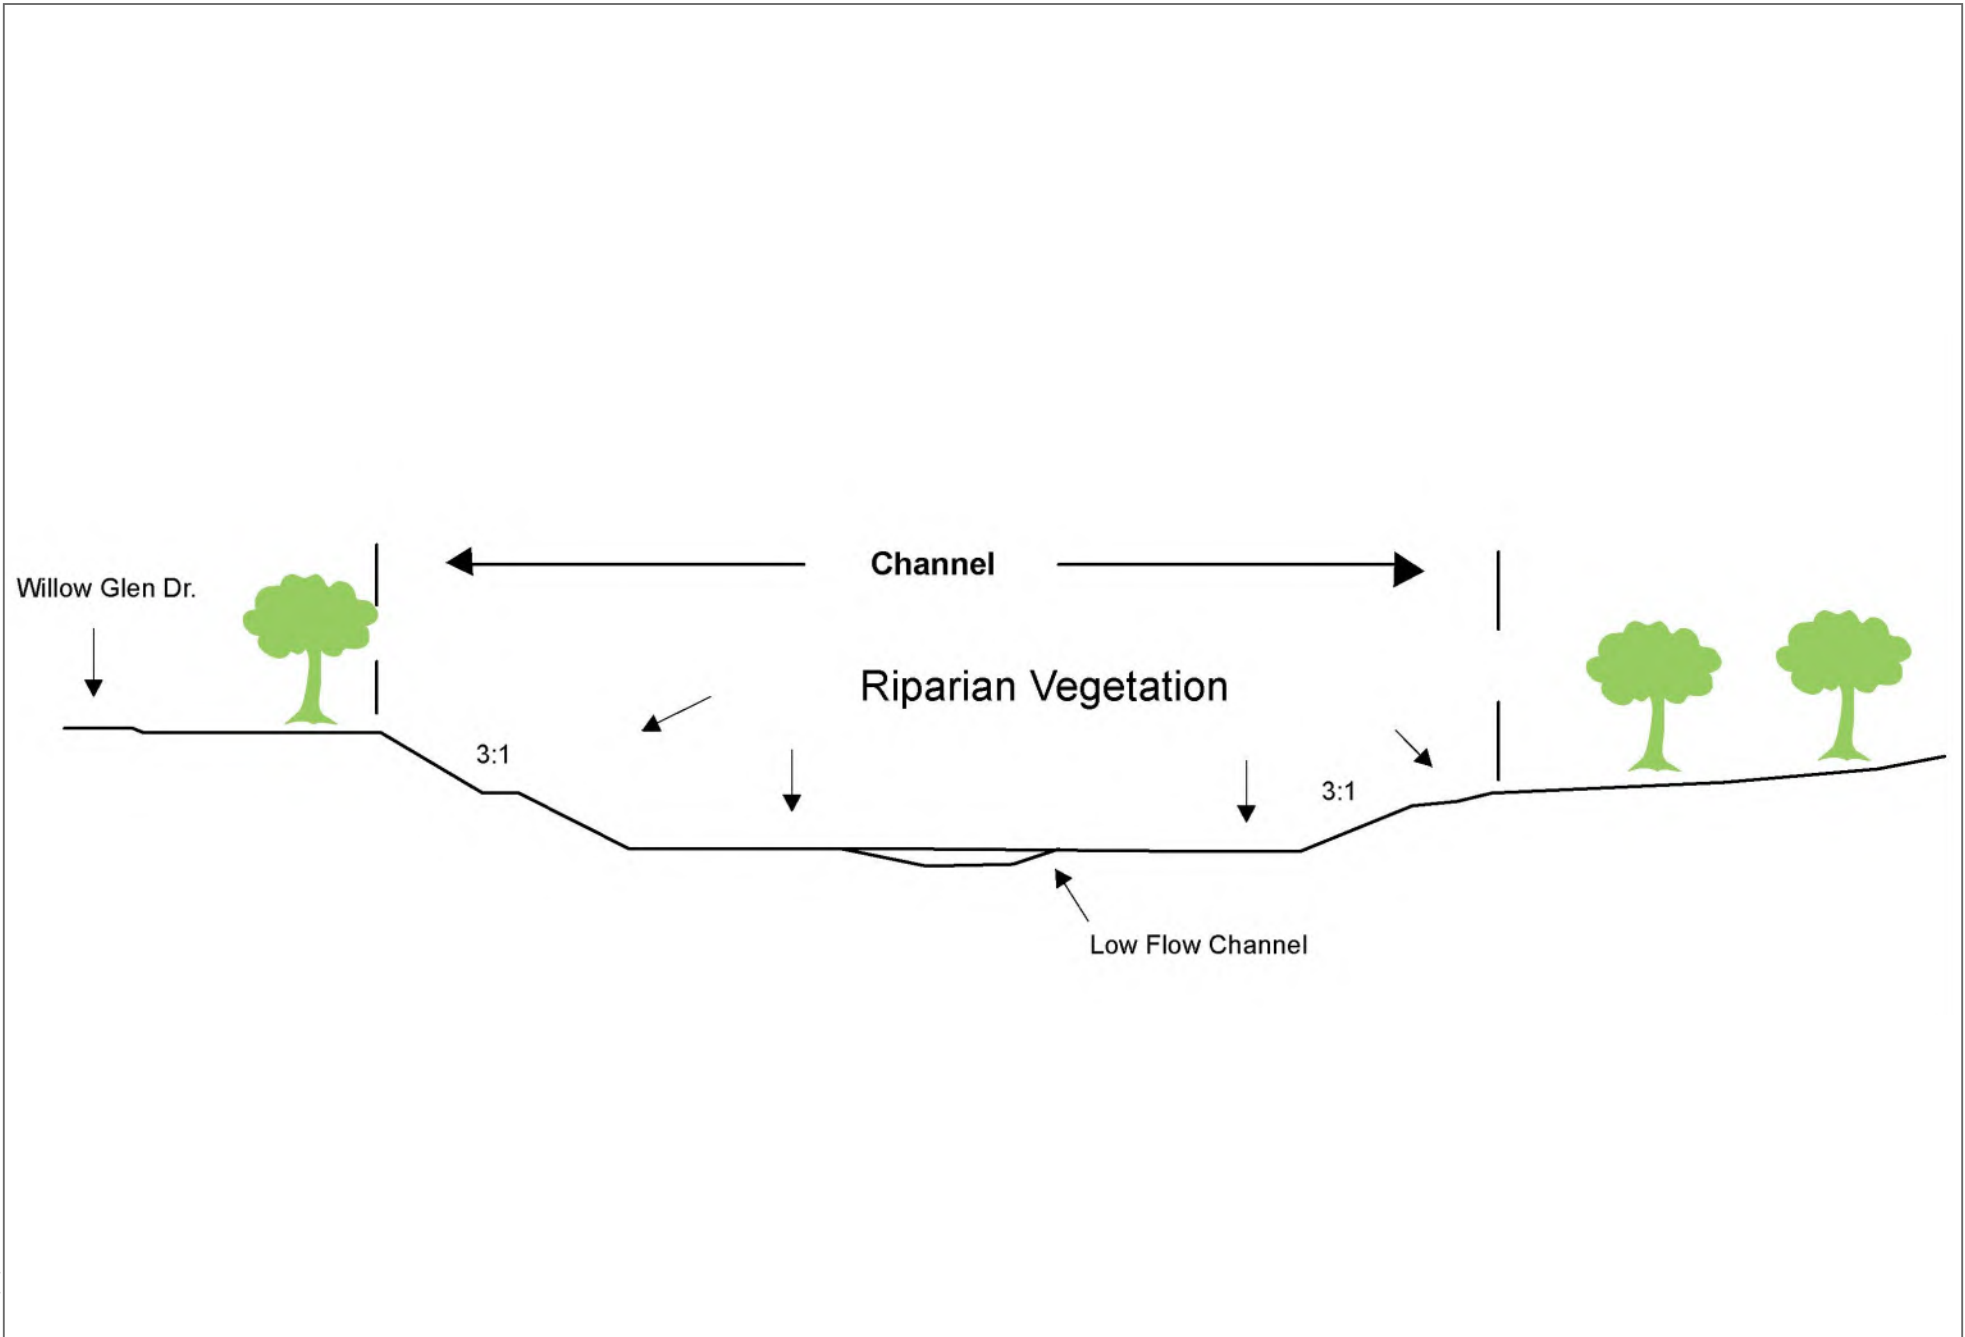 Channel
Willow Glen Dr.
Riparian Vegetation
3:1
3:1
Low Flow Channel